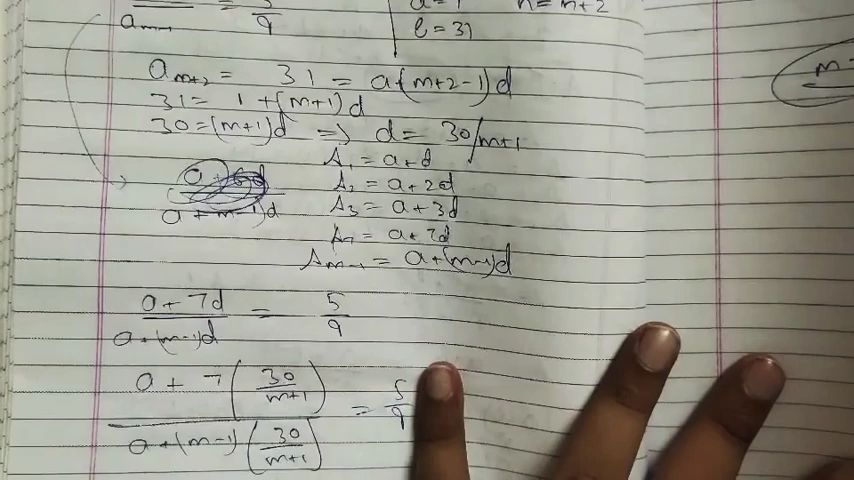 a_{m-1} = 5/9
a = 1 n = m+2
l = 31
a_{m+2} = 31 = a+(m+2-1)d
31 = 1 + (m+1)d
30 = (m+1)d ⇒ d = 30/m+1
A_1 = a+d
A_2 = a+2d
a + (m-1)d
A_3 = a + 3d
A_7 = a+7d
A_{m-1} = a+(m-1)d
(a + 7d)/(a+(m-1)d) = 5/9
(a + 7(30/(m+1)))/(a+(m-1)(30/(m+1))) = 5/9